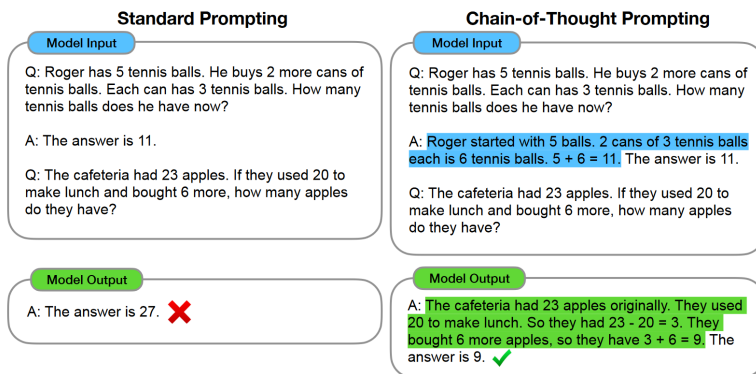 Standard Prompting
Model Input
Q: Roger has 5 tennis balls. He buys 2 more cans of
tennis balls. Each can has 3 tennis balls. How many
tennis balls does he have now?
A: The answer is 11.
Q: The cafeteria had 23 apples. If they used 20 to
make lunch and bought 6 more, how many apples
do they have?
Model Output
A: The answer is 27.
Chain-of-Thought Prompting
Model Input
Q: Roger has 5 tennis balls. He buys 2 more cans of
tennis balls. Each can has 3 tennis balls. How many
tennis balls does he have now?
A: Roger started with 5 balls. 2 cans of 3 tennis balls
each is 6 tennis balls. 5 + 6 = 11. The answer is 11.
Q: The cafeteria had 23 apples. If they used 20 to
make lunch and bought 6 more, how many apples
do they have?
Model Output
A: The cafeteria had 23 apples originally. They used
20 to make lunch. So they had 23 - 20 = 3. They
bought 6 more apples, so they have 3 + 6 = 9. The
answer is 9.